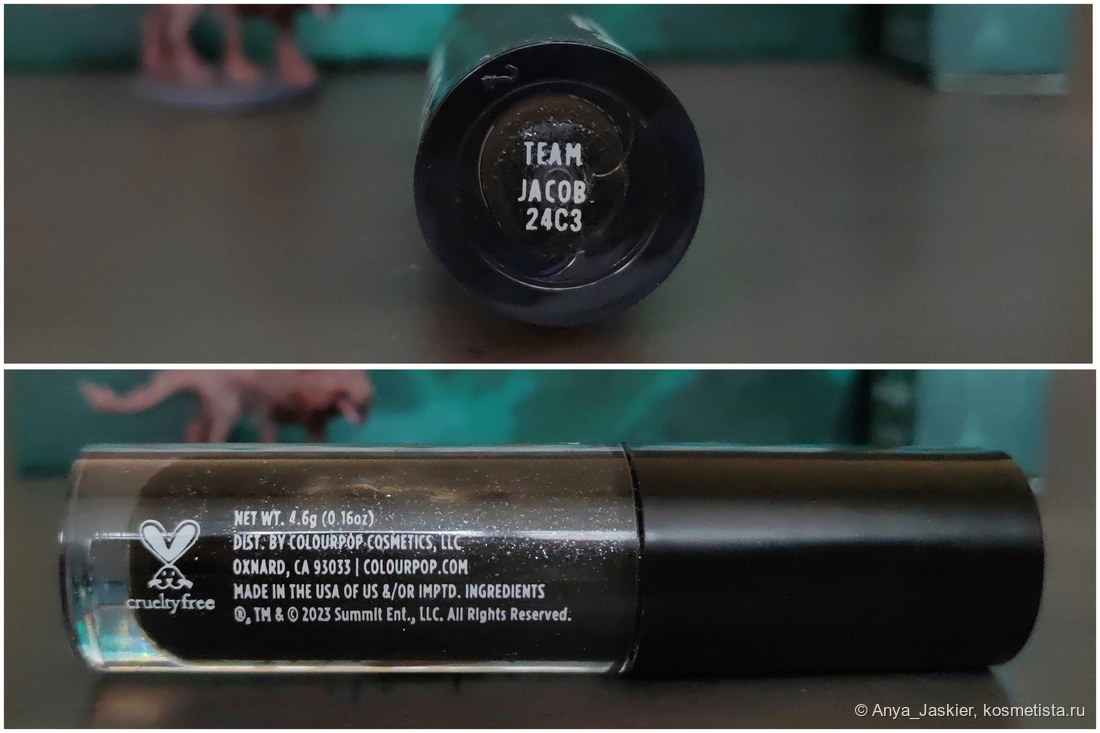 TEAM
JACOB
24C3
NET WT. 4.6g (0.16oz)
DIST. BY COLOURPOP COSMETICS, LLC
OXNARD, CA 93033 | COLOURPOP.COM
MADE IN THE USA OF US &/OR IMPTD. INGREDIENTS
®, TM & © 2023 Summit Ent., LLC. All Rights Reserved.
crueltyfree
© Anya_Jaskier, kosmetista.ru